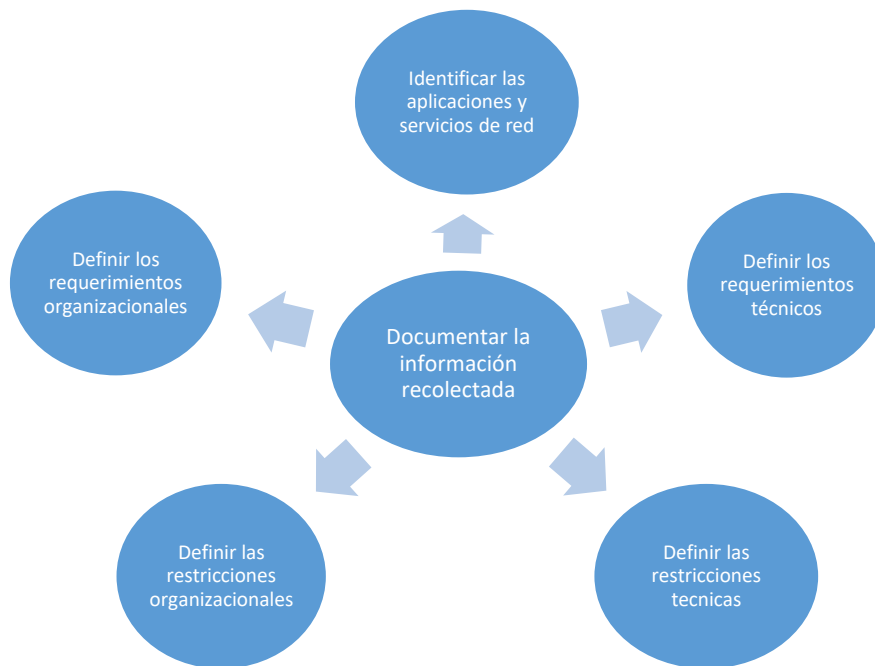 Identificar las
aplicaciones y
servicios de red
Definir los
requerimientos
organizacionales
Definir los
requerimientos
técnicos
Documentar la
información
recolectada
Definir las
restricciones
organizacionales
Definir las
restricciones
tecnicas